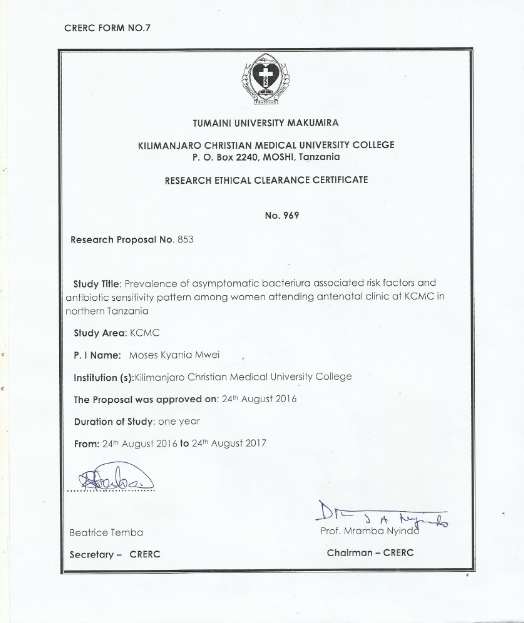 CRERC FORM NO.7
TUMAINI UNIVERSITY MAKUMIRA
KILIMANJARO CHRISTIAN MEDICAL UNIVERSITY COLLEGE
P. O. Box 2240, MOSHI, Tanzania
RESEARCH ETHICAL CLEARANCE CERTIFICATE
No. 969
Research Proposal No. 853
Study Title: Prevalence of asymptomatic bacteriura associated risk factors and
antibiotic sensitivity pattern among women attending antenatal clinic at KCMC in
northern Tanzania
Study Area: KCMC
P. I Name: Moses Kyania Mwei
Institution (s):Kilimanjaro Christian Medical University College
The Proposal was approved on: 24th August 2016
Duration of Study: one year
From: 24th August 2016 to 24th August 2017
Beatrice Temba
Secretary – CRERC
Prof. Mramba Nyindo
Chairman – CRERC